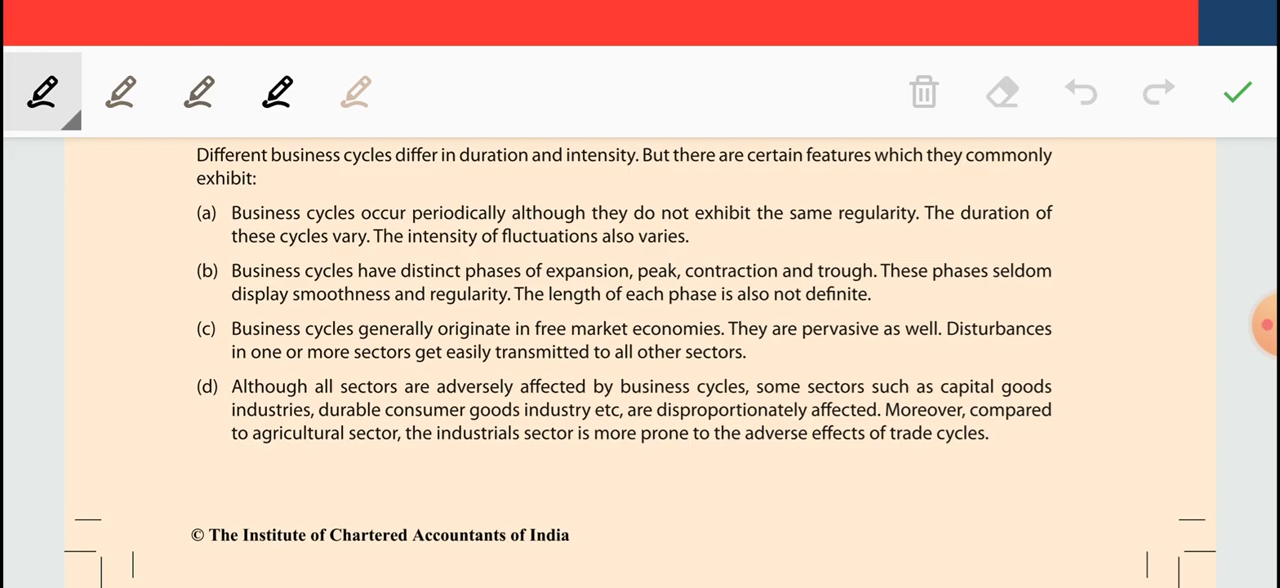 Different business cycles differ in duration and intensity. But there are certain features which they commonly
exhibit:
(a) Business cycles occur periodically although they do not exhibit the same regularity. The duration of
these cycles vary. The intensity of fluctuations also varies.
(b) Business cycles have distinct phases of expansion, peak, contraction and trough. These phases seldom
display smoothness and regularity. The length of each phase is also not definite.
(c) Business cycles generally originate in free market economies. They are pervasive as well. Disturbances
in one or more sectors get easily transmitted to all other sectors.
(d) Although all sectors are adversely affected by business cycles, some sectors such as capital goods
industries, durable consumer goods industry etc, are disproportionately affected. Moreover, compared
to agricultural sector, the industrials sector is more prone to the adverse effects of trade cycles.
© The Institute of Chartered Accountants of India